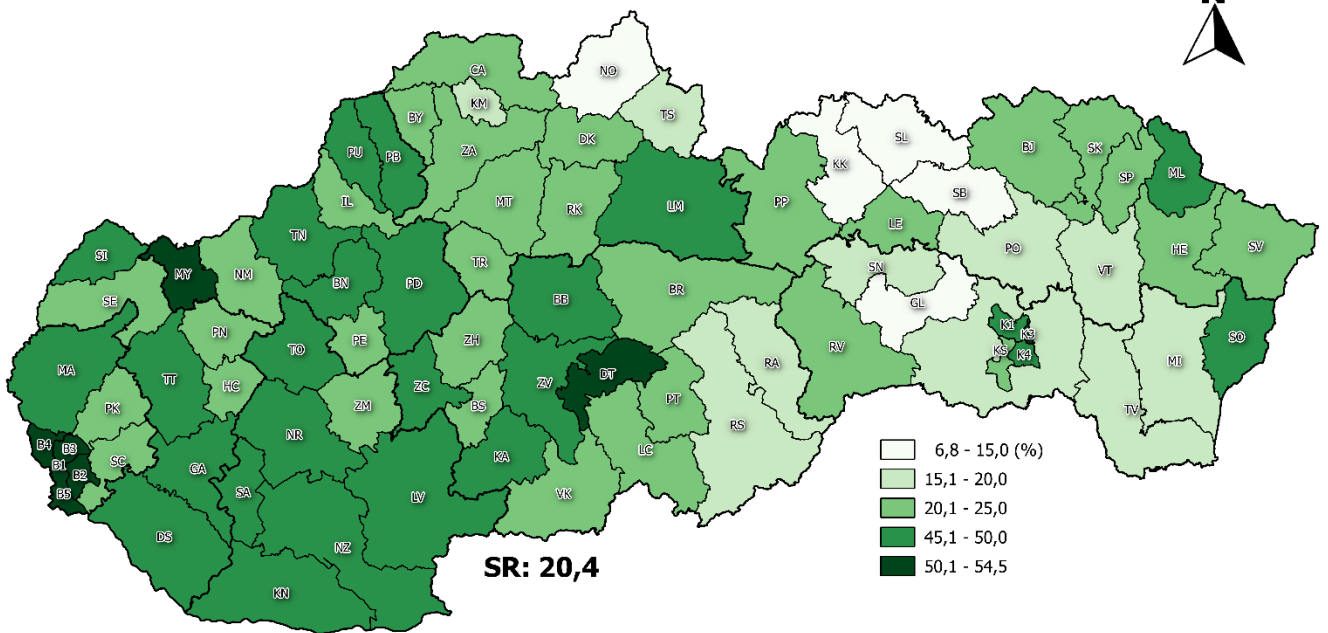 N
CA
NO
KM
TS
BY
PU
PB
ZA
DK
SL
KK
BJ
SK
SP
ML
IL
MT
RK
LM
PP
SB
LE
TN
SI
MY
NM
TR
PO
VT
HE
SV
SN
BN
PD
SE
BB
BR
GL
PN
TO
PE
ZH
K1
K3
KS
K4
RV
RA
SO
MI
MA
TT
HC
ZC
ZV
DT
PK
ZM
BS
PT
RS
TV
B4
B3
B1
B2
B5
SC
NR
GA
KA
LC
SA
LV
VK
DS
NZ
KN
SR: 20,4
6,8 - 15,0 (%)
15,1 - 20,0
20,1 - 25,0
45,1 - 50,0
50,1 - 54,5